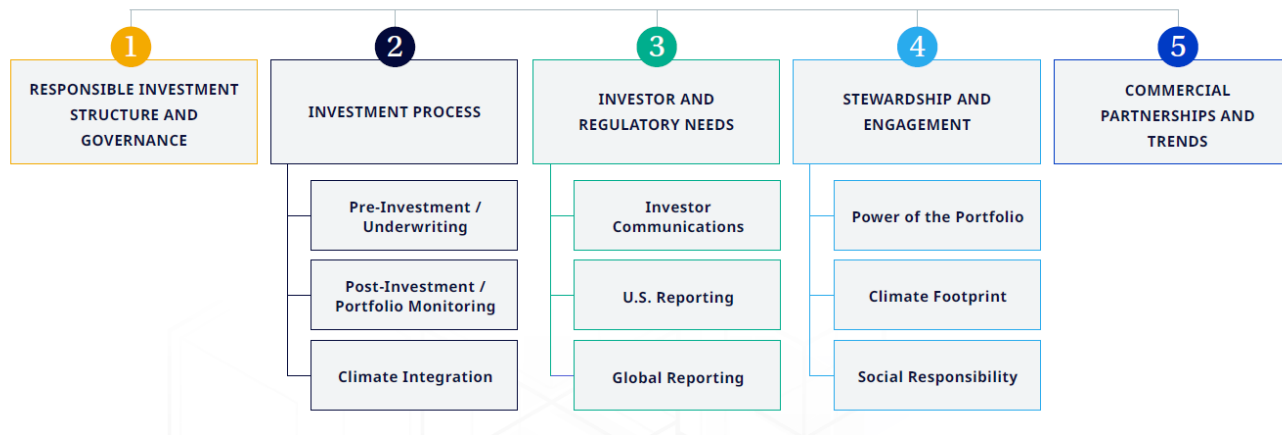 1
RESPONSIBLE INVESTMENT
STRUCTURE AND
GOVERNANCE
2
INVESTMENT PROCESS
Pre-Investment /
Underwriting
Post-Investment /
Portfolio Monitoring
Climate Integration
3
INVESTOR AND
REGULATORY NEEDS
Investor
Communications
U.S. Reporting
Global Reporting
4
STEWARDSHIP AND
ENGAGEMENT
Power of the Portfolio
Climate Footprint
Social Responsibility
5
COMMERCIAL
PARTNERSHIPS AND
TRENDS